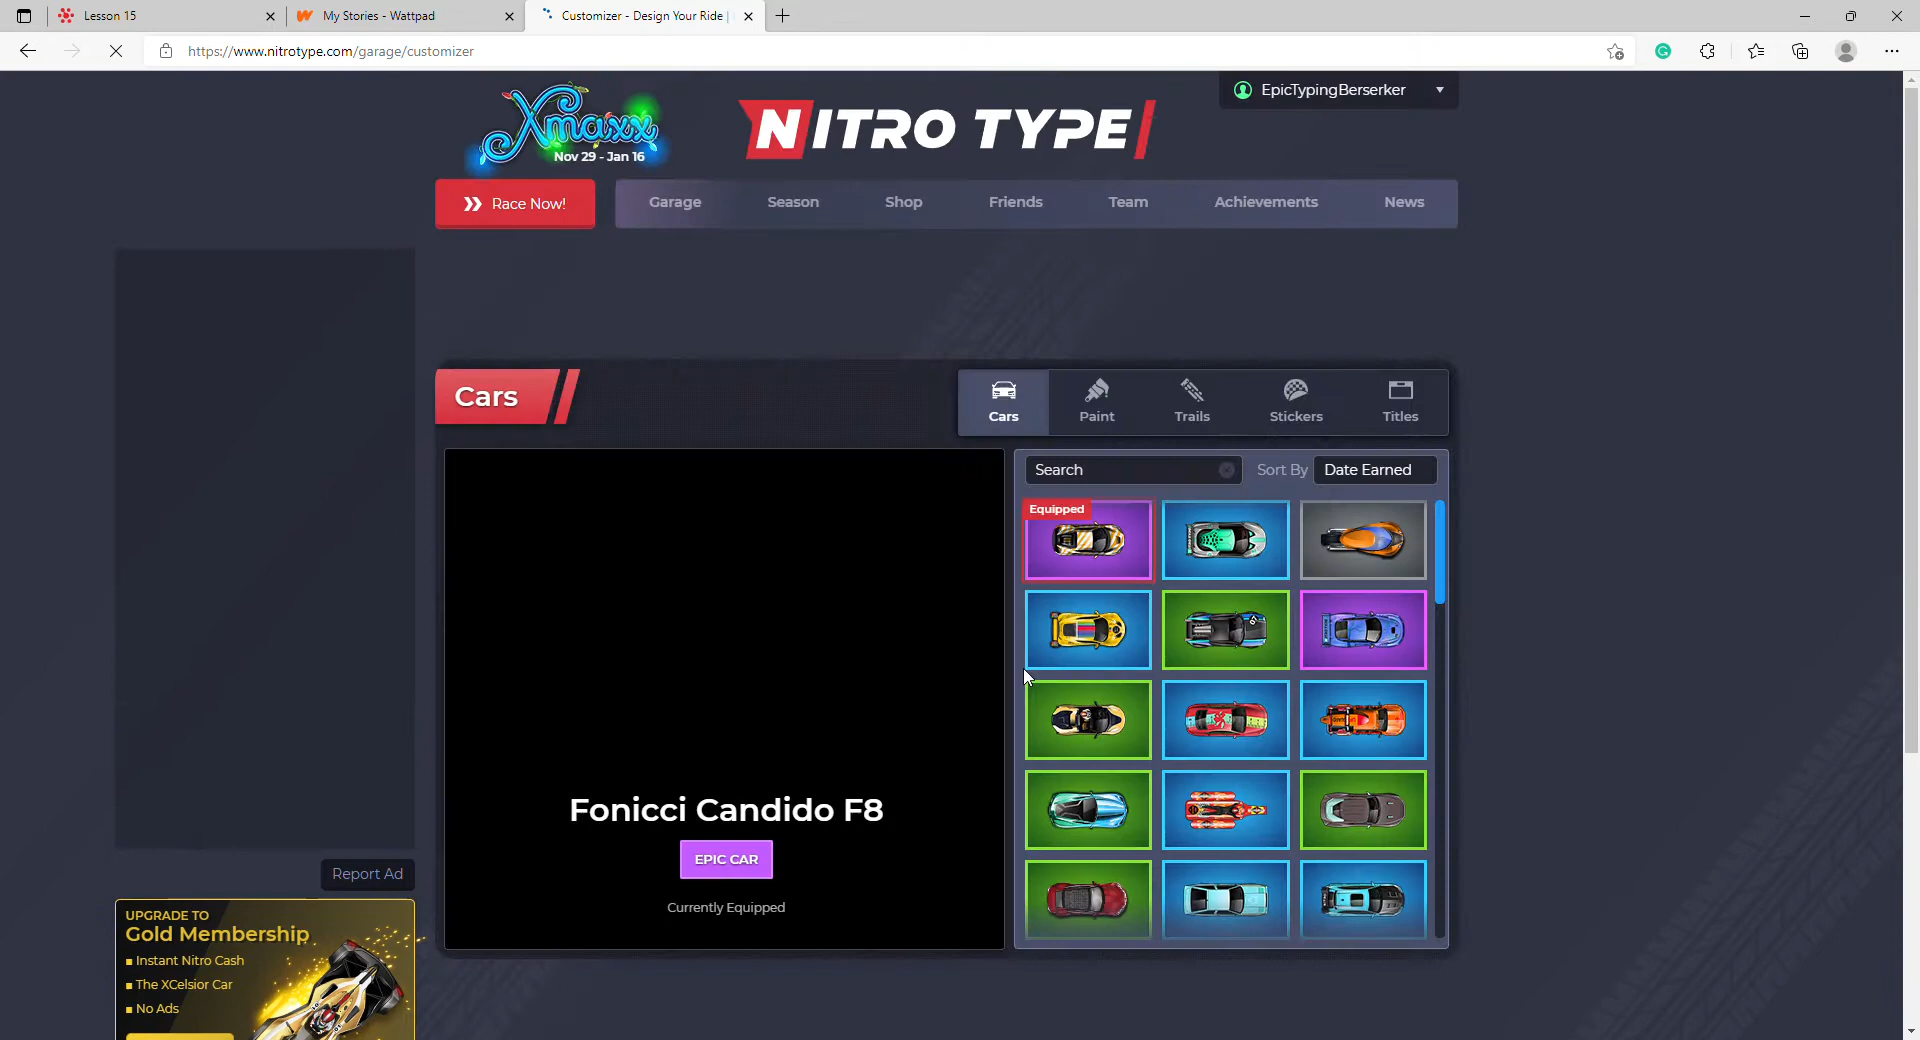 Lesson 15
My Stories - Wattpad
Customizer - Design Your Ride |
https://www.nitrotype.com/garage/customizer
Xmaxx
Nov 29 - Jan 16
NITRO TYPE
EpicTypingBerserker
Race Now!
Garage
Season
Shop
Friends
Team
Achievements
News
Cars
Cars
Paint
Trails
Stickers
Titles
Search
Sort By
Date Earned
Equipped
Fonicci Candido F8
EPIC CAR
Currently Equipped
Report Ad
UPGRADE TO
Gold Membership
Instant Nitro Cash
The XCelsior Car
No Ads